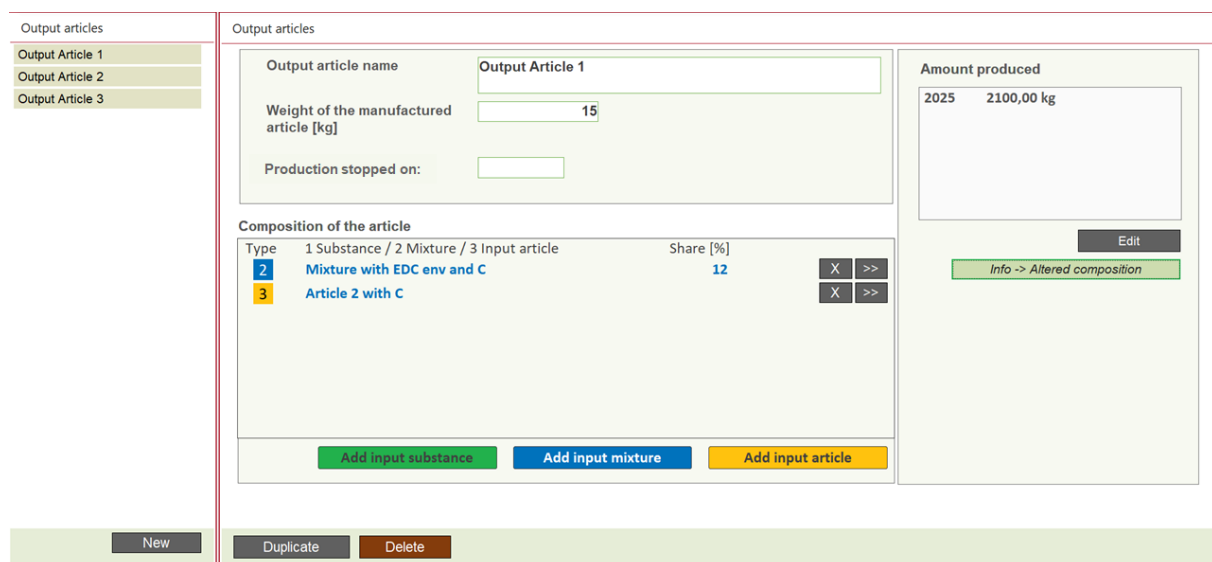 Output articles
Output Article 1
Output Article 2
Output Article 3
New
Output articles
Output article name
Output Article 1
Weight of the manufactured
article [kg]
15
Production stopped on:
Composition of the article
Type 1 Substance / 2 Mixture / 3 Input article Share [%]
2 Mixture with EDC env and C 12 X >>
3 Article 2 with C X >>
Add input substance Add input mixture Add input article
Amount produced
2025 2100,00 kg
Edit
Info -> Altered composition
Duplicate Delete